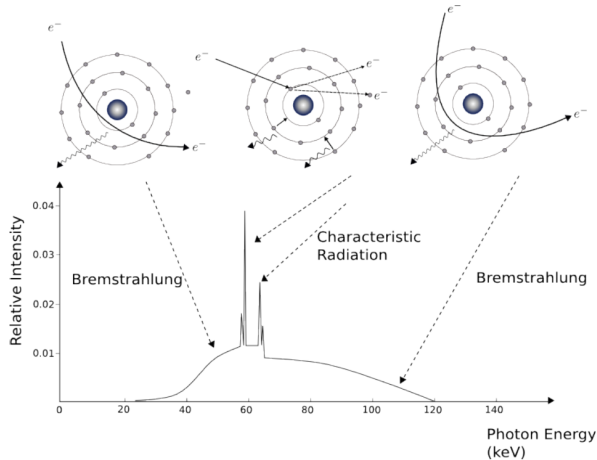 e⁻
e⁻
e⁻
e⁻
e⁻
e⁻
e⁻
Relative Intensity
0.04
0.03
0.02
0.01
Bremstrahlung
Characteristic
Radiation
Bremstrahlung
0
20
40
60
80
100
120
140
Photon Energy
(keV)